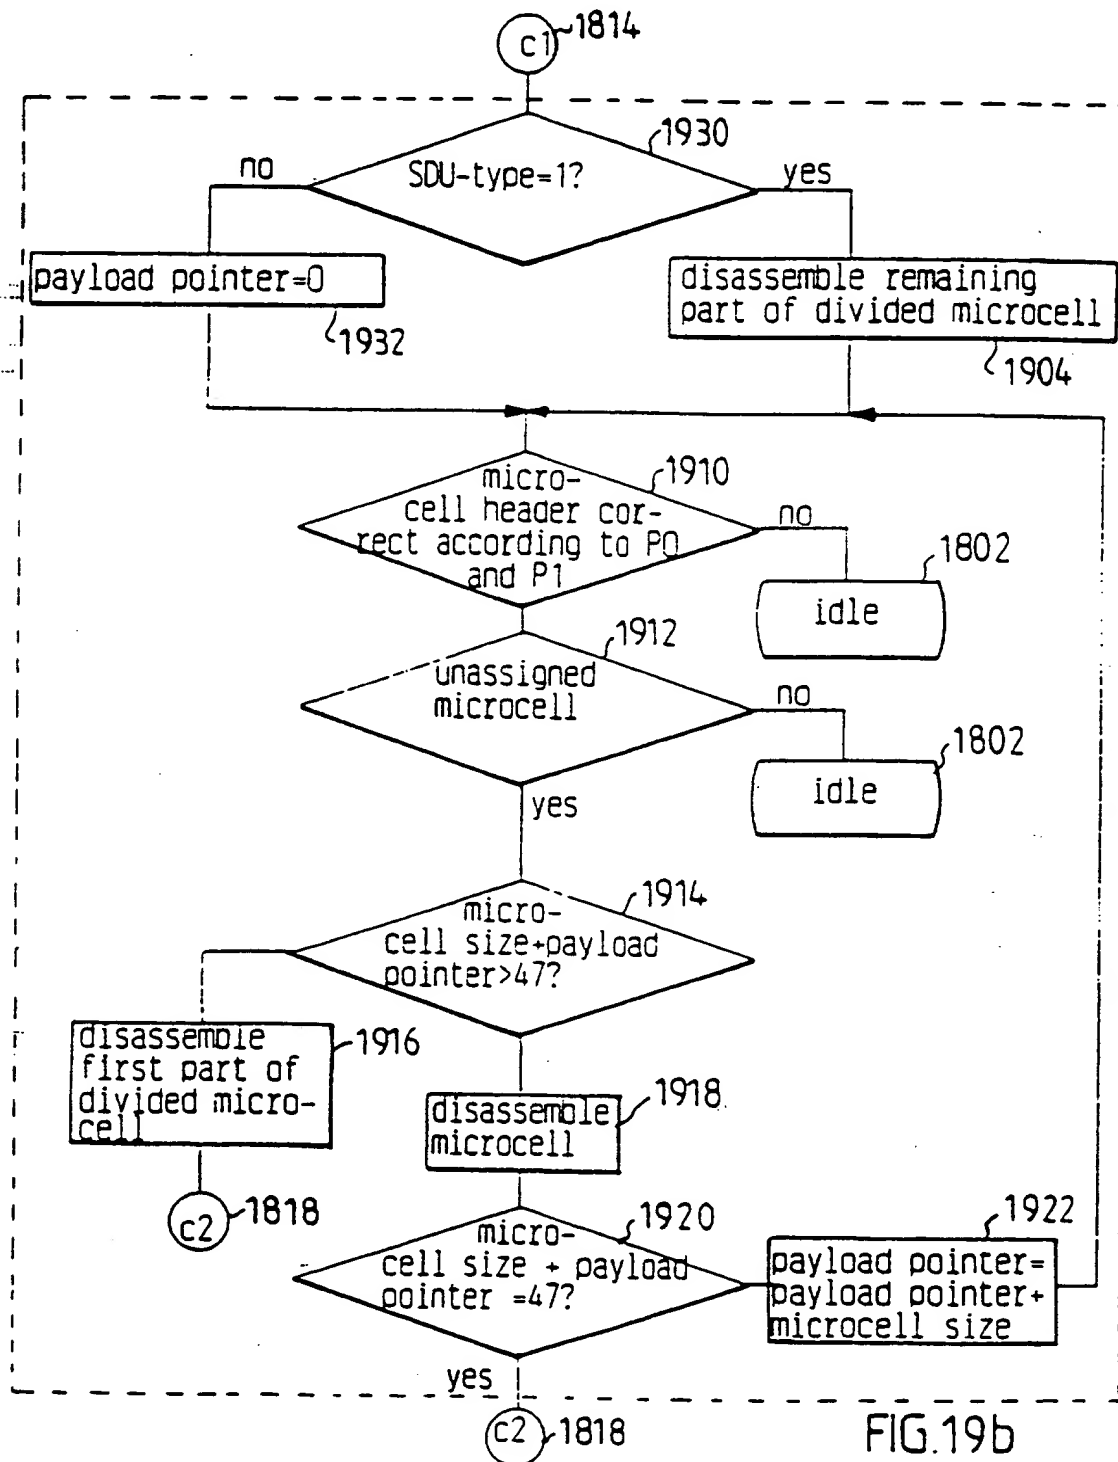 c1
1814
1930
SDU-type=1?
no
yes
payload pointer=0
1932
disassemble remaining
part of divided microcell
1904
1910
micro-
cell header cor-
rect according to P0
and P1
no
1802
idle
1912
unassigned
microcell
no
1802
idle
yes
1914
micro-
cell size+payload
pointer>47?
disassemble
first part of
divided micro-
cell
1916
c2
1818
disassemble
microcell
1918
1920
micro-
cell size + payload
pointer =47?
1922
payload pointer=
payload pointer+
microcell size
yes
c2
1818
FIG.19b